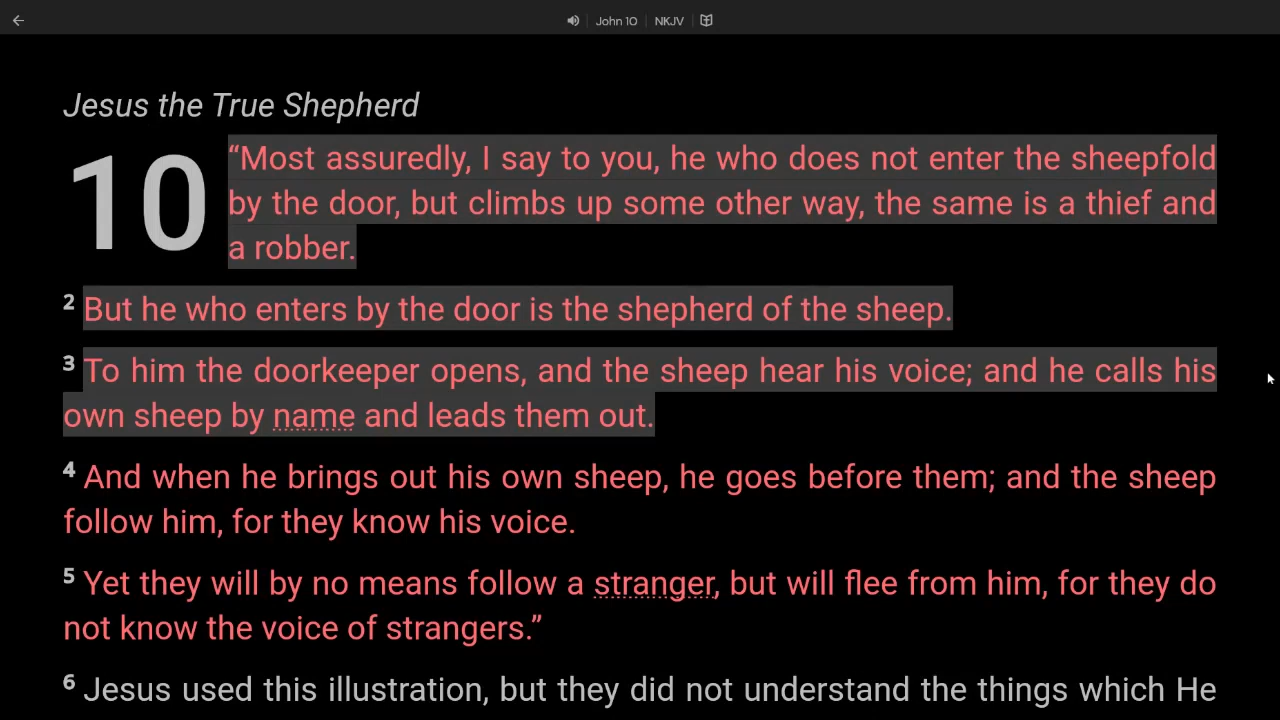 John 10 NKJV
Jesus the True Shepherd
10 “Most assuredly, I say to you, he who does not enter the sheepfold
by the door, but climbs up some other way, the same is a thief and
a robber.
2 But he who enters by the door is the shepherd of the sheep.
3 To him the doorkeeper opens, and the sheep hear his voice; and he calls his
own sheep by name and leads them out.
4 And when he brings out his own sheep, he goes before them; and the sheep
follow him, for they know his voice.
5 Yet they will by no means follow a stranger, but will flee from him, for they do
not know the voice of strangers.”
6 Jesus used this illustration, but they did not understand the things which He